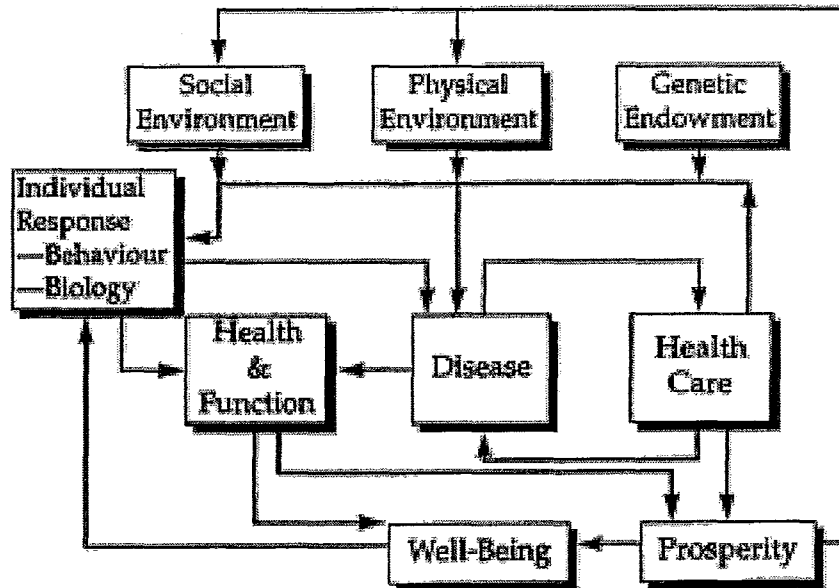 Social
Environment
Physical
Environment
Genetic
Endowment
Individual
Response
—Behaviour
—Biology
Health
&
Function
Disease
Health
Care
Well-Being
Prosperity